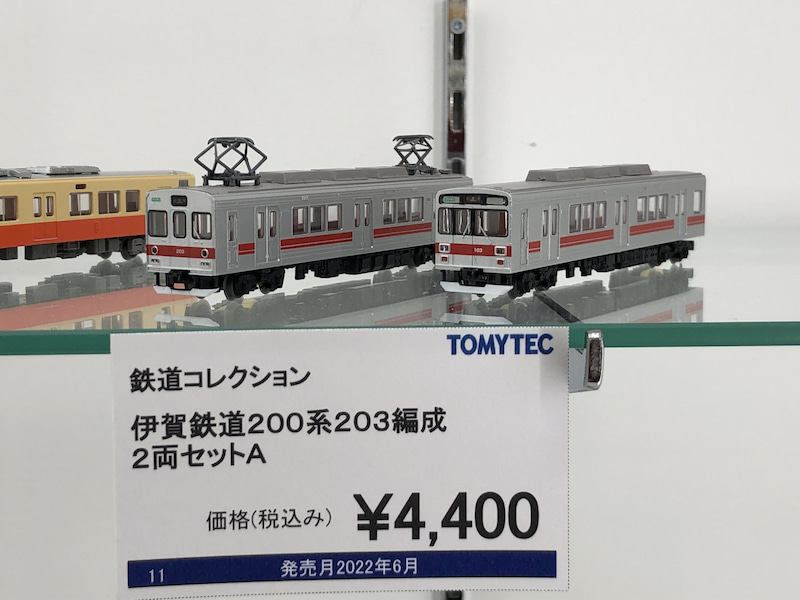 203
103
TOMYTEC
鉄道コレクション
伊賀鉄道200系203編成
2両セットA
価格(税込み) ¥4,400
11 発売月2022年6月